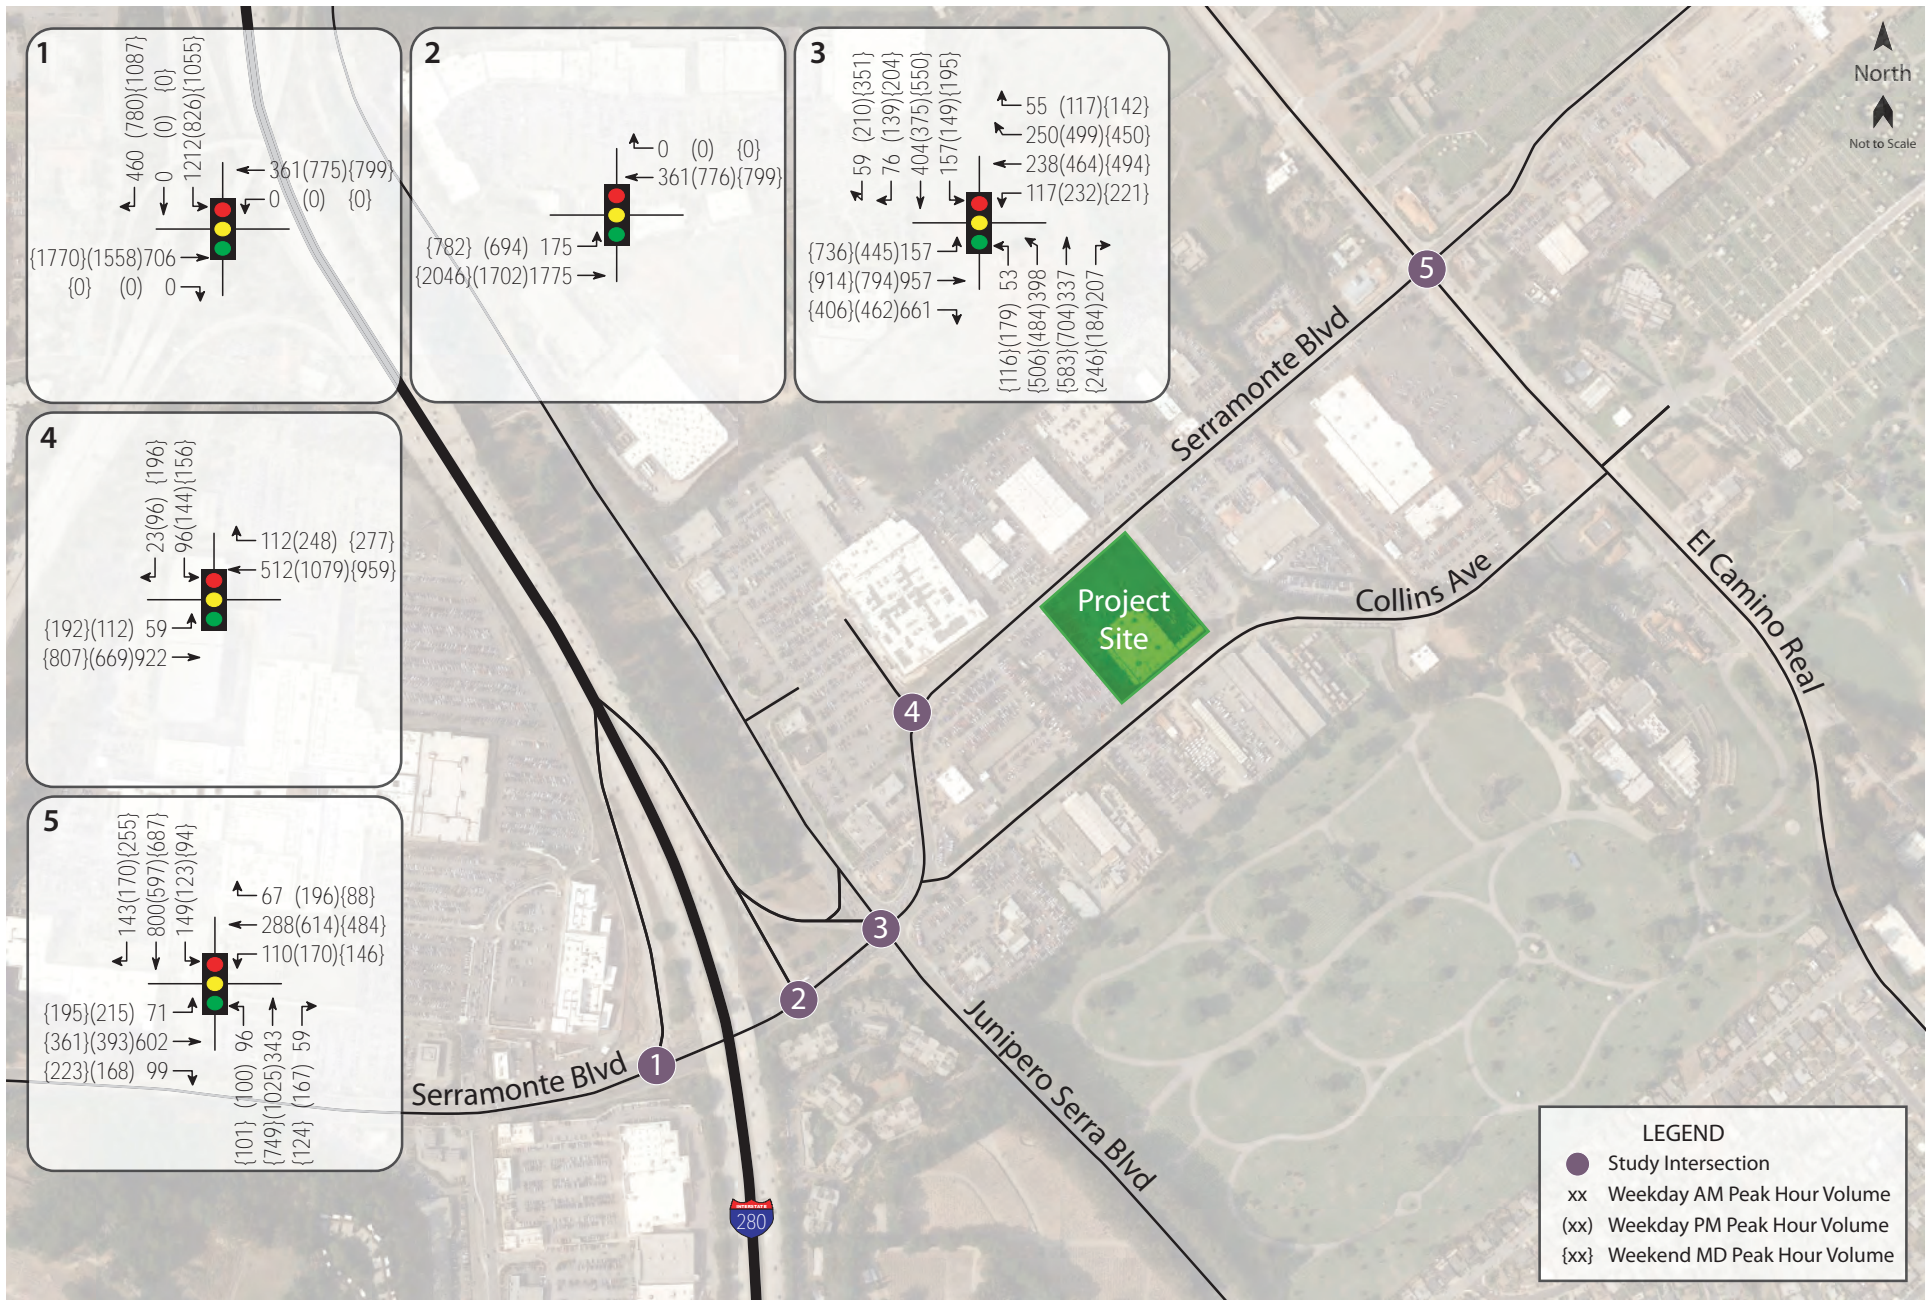 1
460 (780){1087}
0 (0) {0}
1212(826){1055}
361(775){799}
0 (0) {0}
{1770}(1558)706
{0} (0) 0
2
0 (0) {0}
361(776){799}
{782} (694) 175
{2046}(1702)1775
3
59 (210){351}
76 (139){204}
404(375){550}
157(149){195}
55 (117){142}
250(499){450}
238(464){494}
117(232){221}
{736}(445)157
{914}(794)957
{406}(462)661
{116}(179) 53
{506}(484)398
{583}(704)337
{246}(184)207
4
23(96) {196}
96(144){156}
112(248) {277}
512(1079){959}
{192}(112) 59
{807}(669)922
5
143(170){255}
800(597){687}
149(123){94}
67 (196){88}
288(614){484}
110(170){146}
{195}(215) 71
{361}(393)602
{223}(168) 99
{101} (100) 96
{749}(1025)343
{124} (167) 59
North
Not to Scale
5
Serramonte Blvd
El Camino Real
Collins Ave
Project
Site
4
3
2
1
Serramonte Blvd
Junipero Serra Blvd
INTERSTATE
280
LEGEND
Study Intersection
xx Weekday AM Peak Hour Volume
(xx) Weekday PM Peak Hour Volume
{xx} Weekend MD Peak Hour Volume